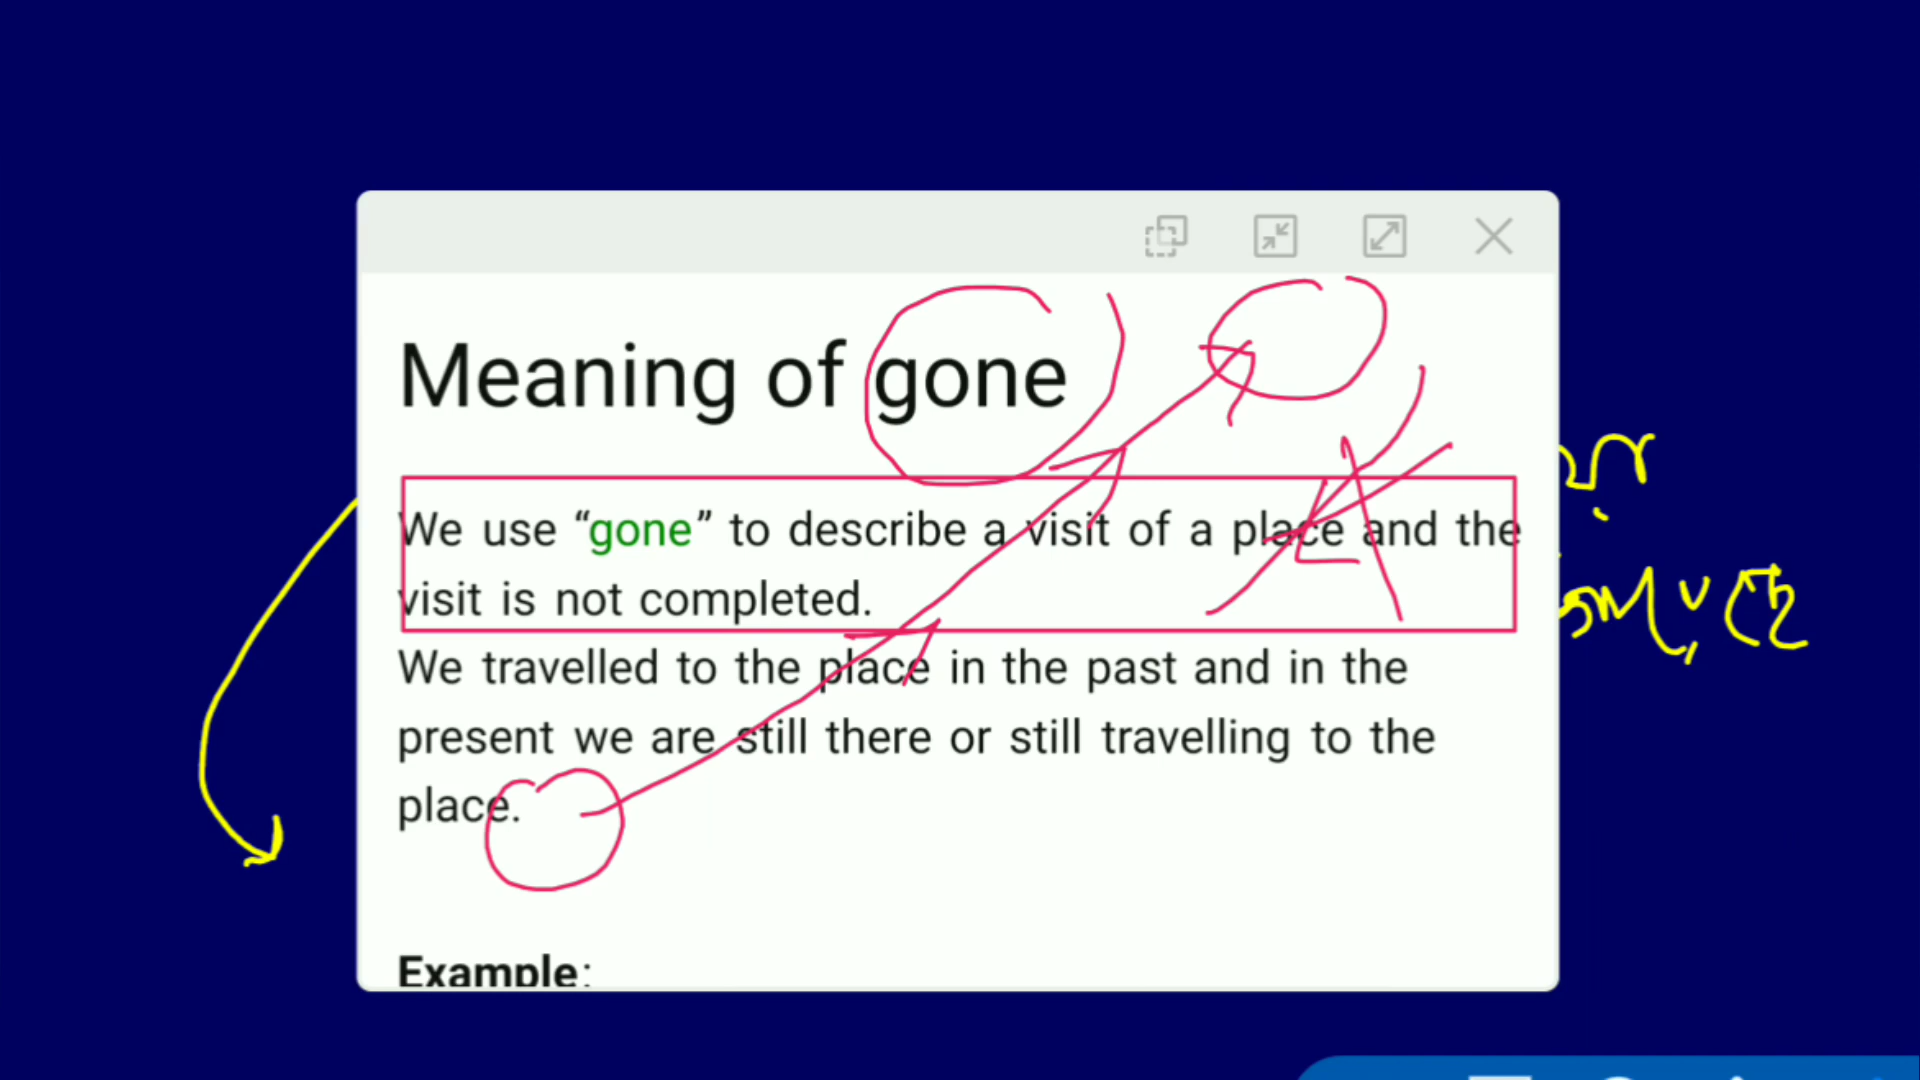 Meaning of gone
We use “gone” to describe a visit of a place and the
visit is not completed.
We travelled to the place in the past and in the
present we are still there or still travelling to the
place.
Example: